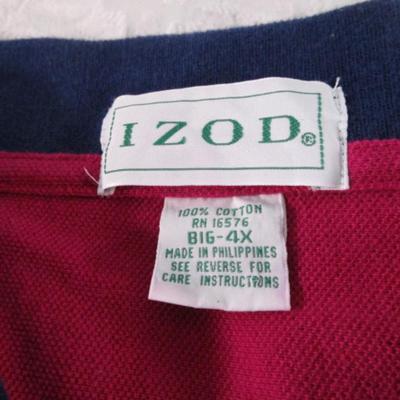 IZOD®
100% COTTON
RN 16576
BIG-4X
MADE IN PHILIPPINES
SEE REVERSE FOR
CARE INSTRUCTIONS